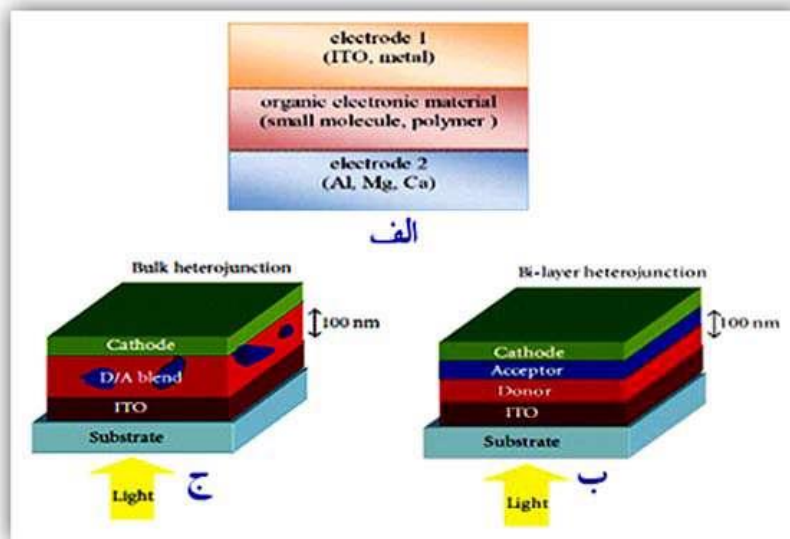 electrode 1
(ITO, metal)
organic electronic material
(small molecule, polymer )
electrode 2
(Al, Mg, Ca)
الف
Bulk heterojunction
100 nm
Cathode
D/A blend
ITO
Substrate
Light
ج
Bi-layer heterojunction
100 nm
Cathode
Acceptor
Donor
ITO
Substrate
Light
ب